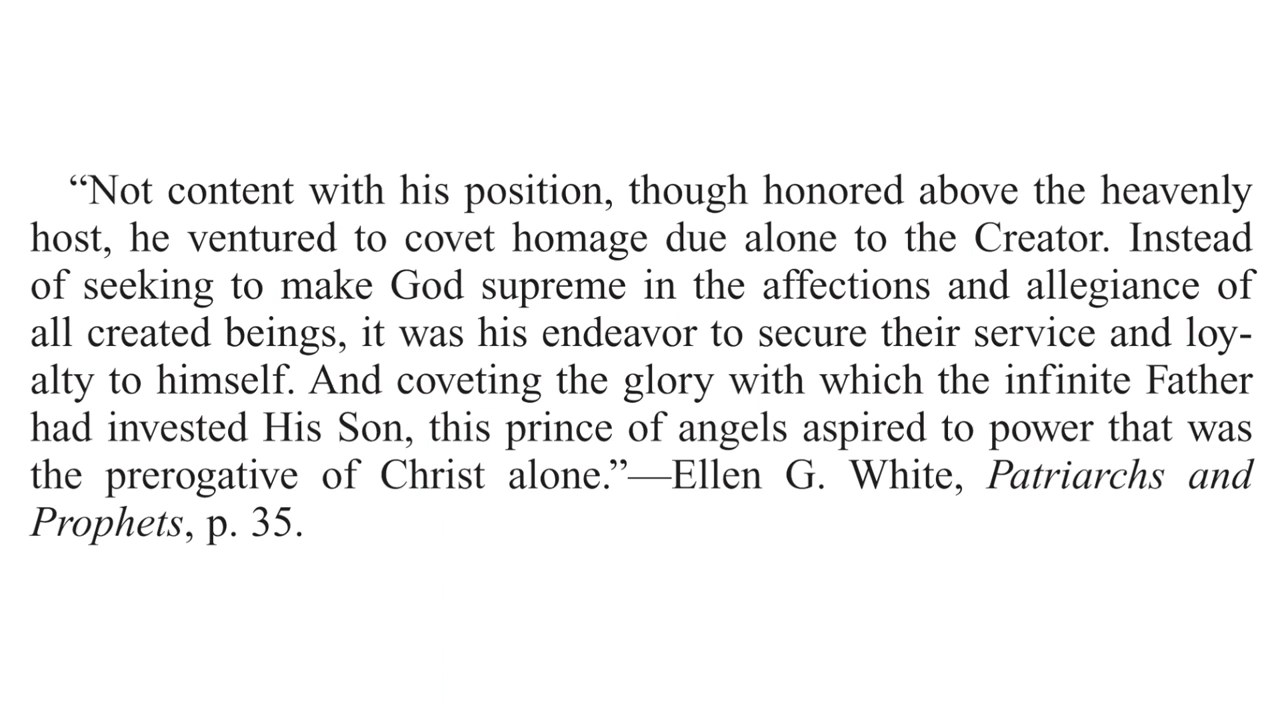 “Not content with his position, though honored above the heavenly
host, he ventured to covet homage due alone to the Creator. Instead
of seeking to make God supreme in the affections and allegiance of
all created beings, it was his endeavor to secure their service and loy-
alty to himself. And coveting the glory with which the infinite Father
had invested His Son, this prince of angels aspired to power that was
the prerogative of Christ alone.”—Ellen G. White, Patriarchs and
Prophets, p. 35.